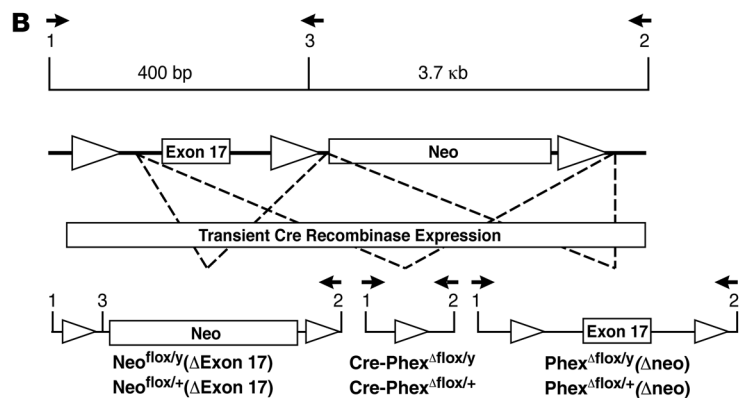 B
1 3 2
400 bp 3.7 κb
Exon 17 Neo
Transient Cre Recombinase Expression
1 3 2 1 2 1 2
Neo Exon 17
Neoflox/y(ΔExon 17) Cre-PhexΔflox/y PhexΔflox/y(Δneo)
Neoflox/+(ΔExon 17) Cre-PhexΔflox/+ PhexΔflox/+(Δneo)